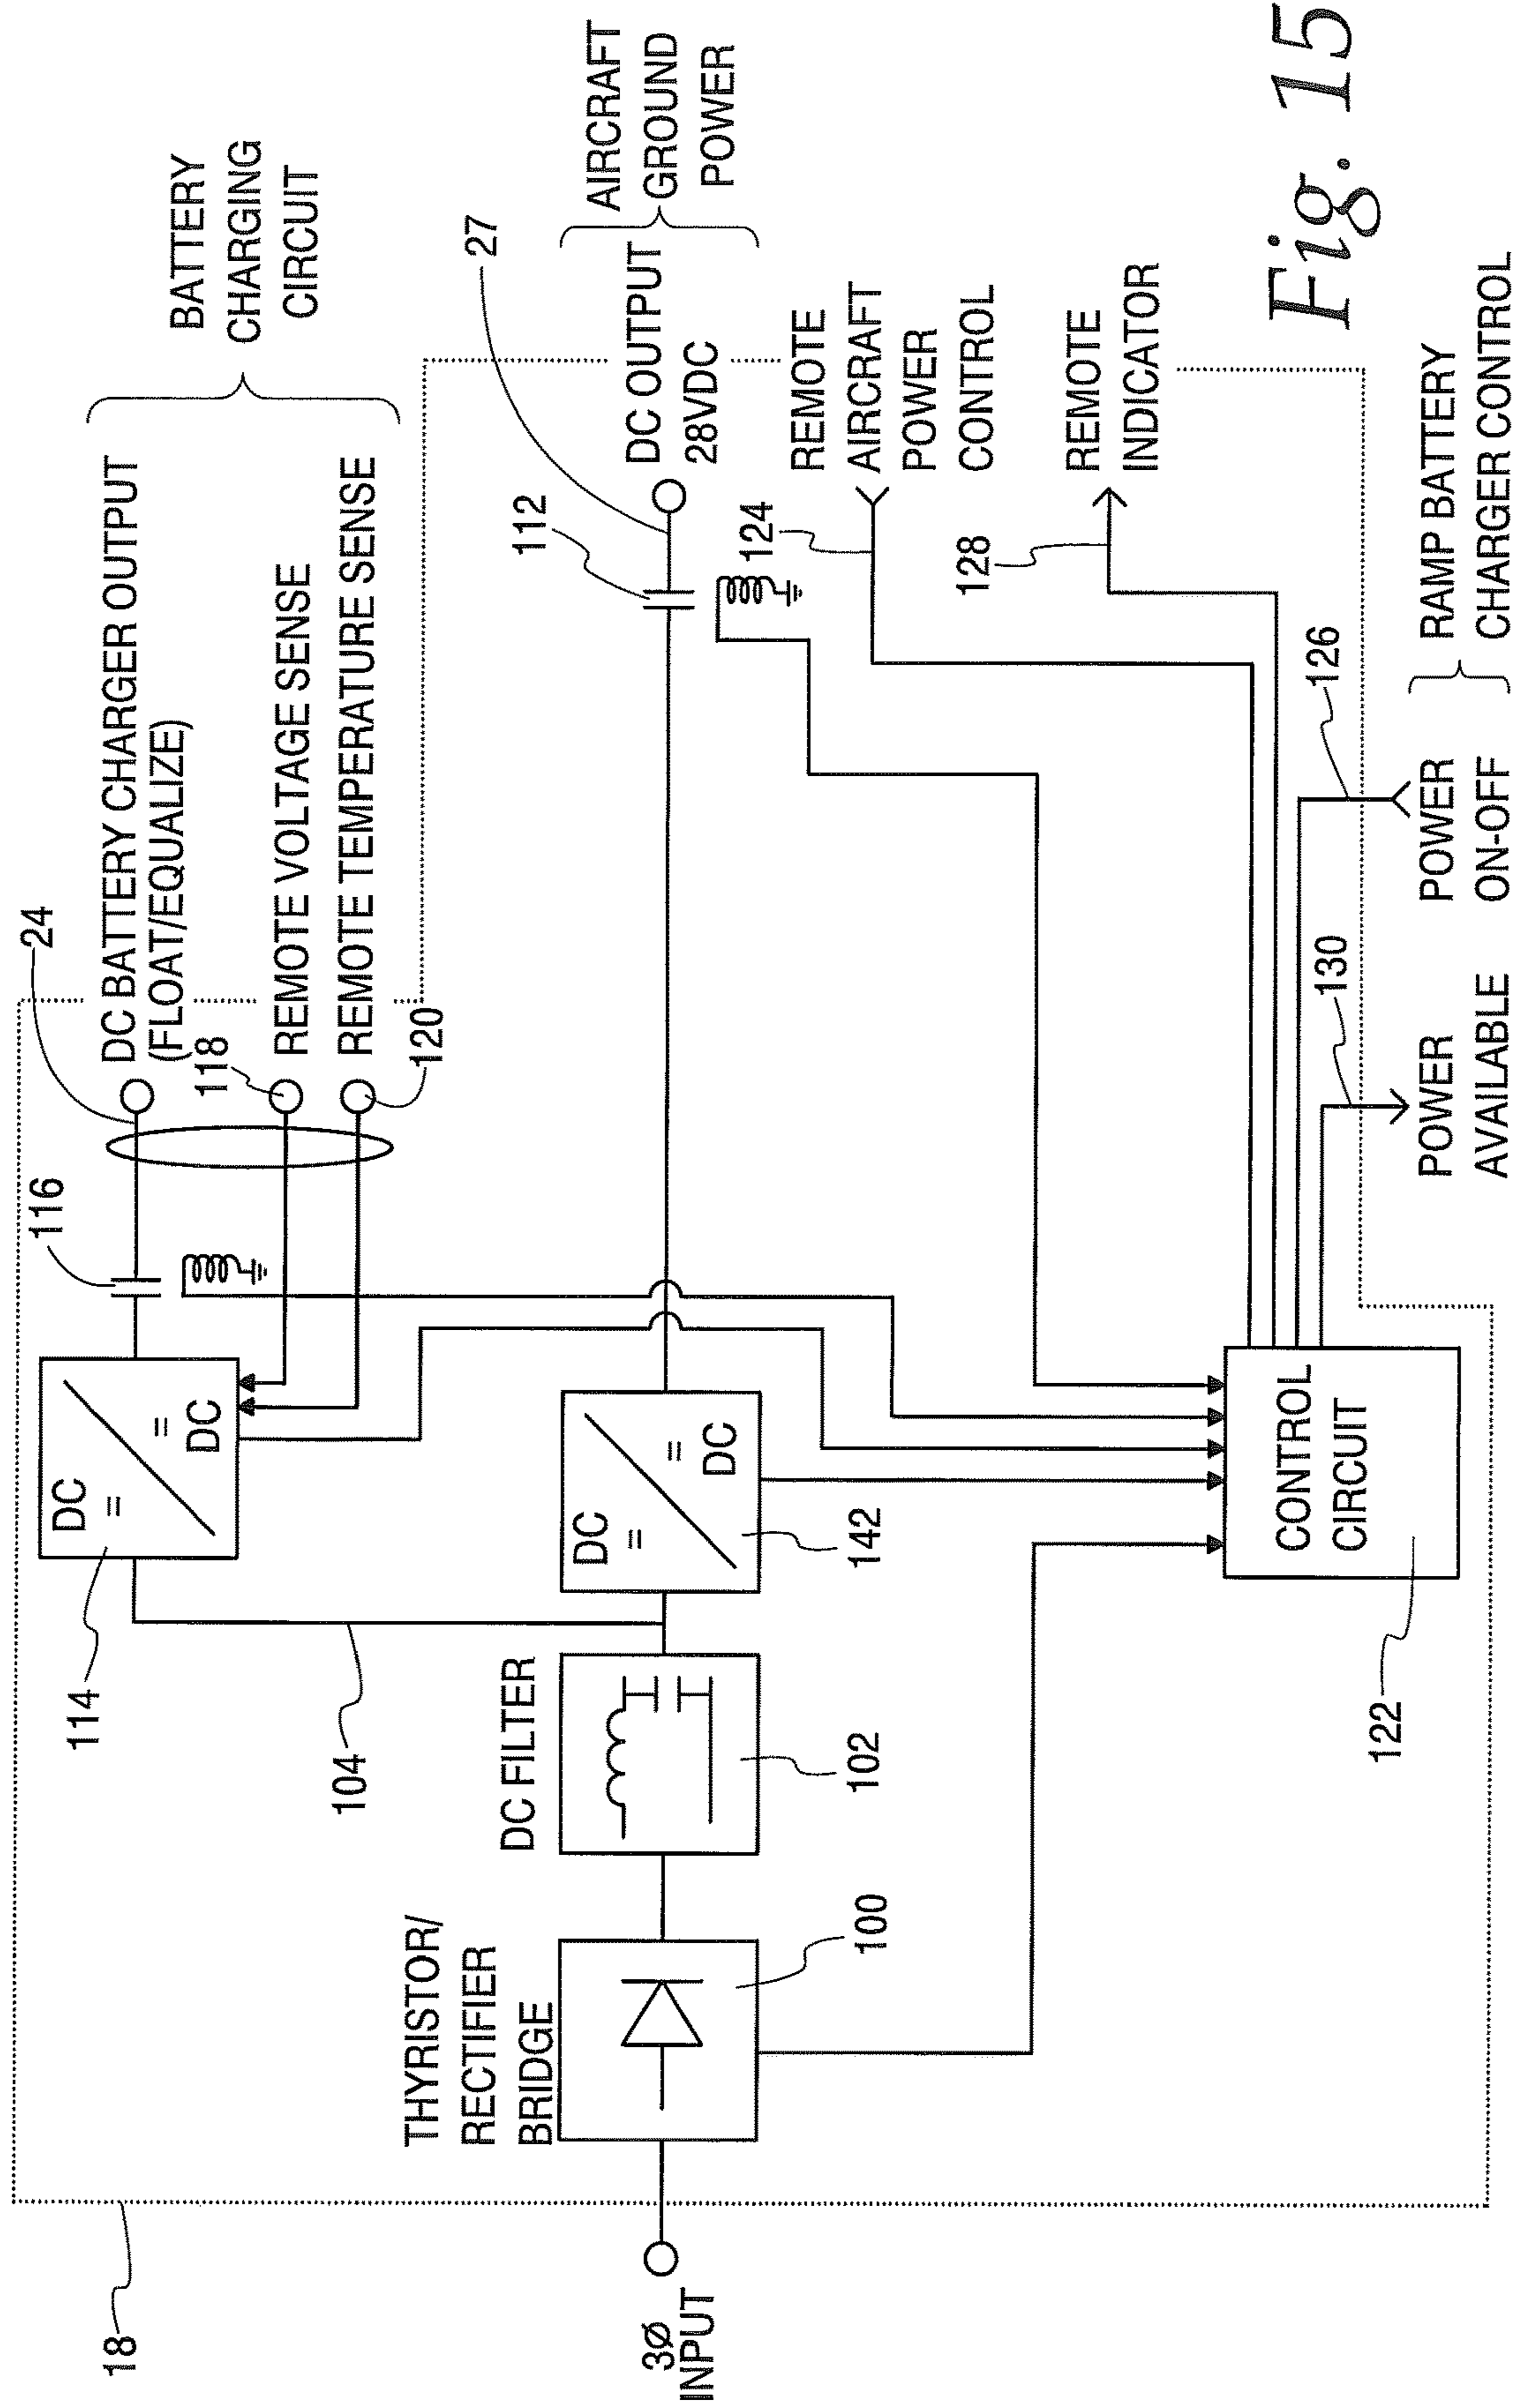 18
3Ø
INPUT
THYRISTOR/
RECTIFIER
BRIDGE
100
DC FILTER
102
104
114
DC
=
=
DC
116
24
DC BATTERY CHARGER OUTPUT
(FLOAT/EQUALIZE)
118
REMOTE VOLTAGE SENSE
REMOTE TEMPERATURE SENSE
120
BATTERY
CHARGING
CIRCUIT
DC
=
=
DC
142
112
27
DC OUTPUT
28VDC
AIRCRAFT
GROUND
POWER
124
REMOTE
AIRCRAFT
POWER
CONTROL
128
REMOTE
INDICATOR
CONTROL
CIRCUIT
122
130
POWER
AVAILABLE
126
POWER
ON-OFF
RAMP BATTERY
CHARGER CONTROL
Fig. 15